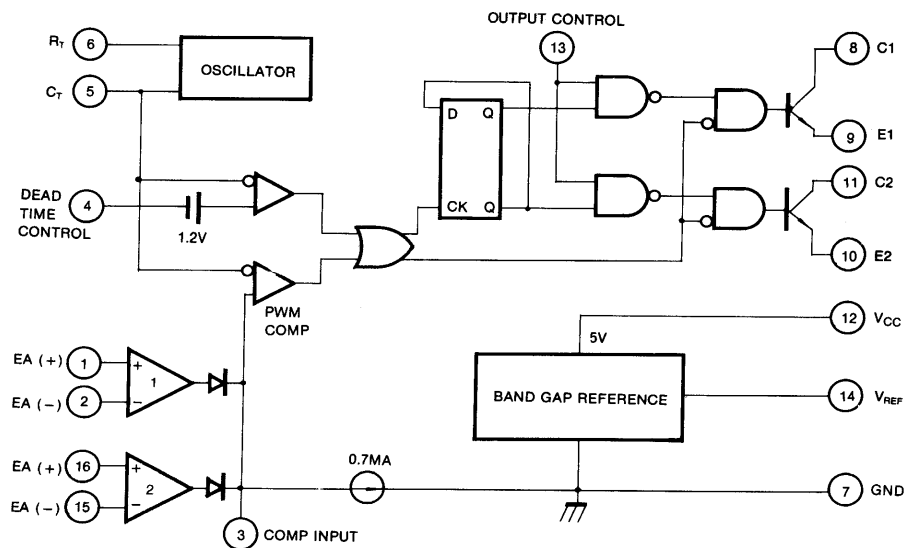 OUTPUT CONTROL
R_T 6
OSCILLATOR
13
8 C1
C_T 5
D Q
9 E1
DEAD TIME CONTROL
4
1.2V
CK Q
11 C2
10 E2
PWM COMP
12 V_CC
5V
EA (+) 1
+
1
EA (-) 2
-
BAND GAP REFERENCE
14 V_REF
EA (+) 16
+
2
EA (-) 15
-
0.7MA
7 GND
3 COMP INPUT